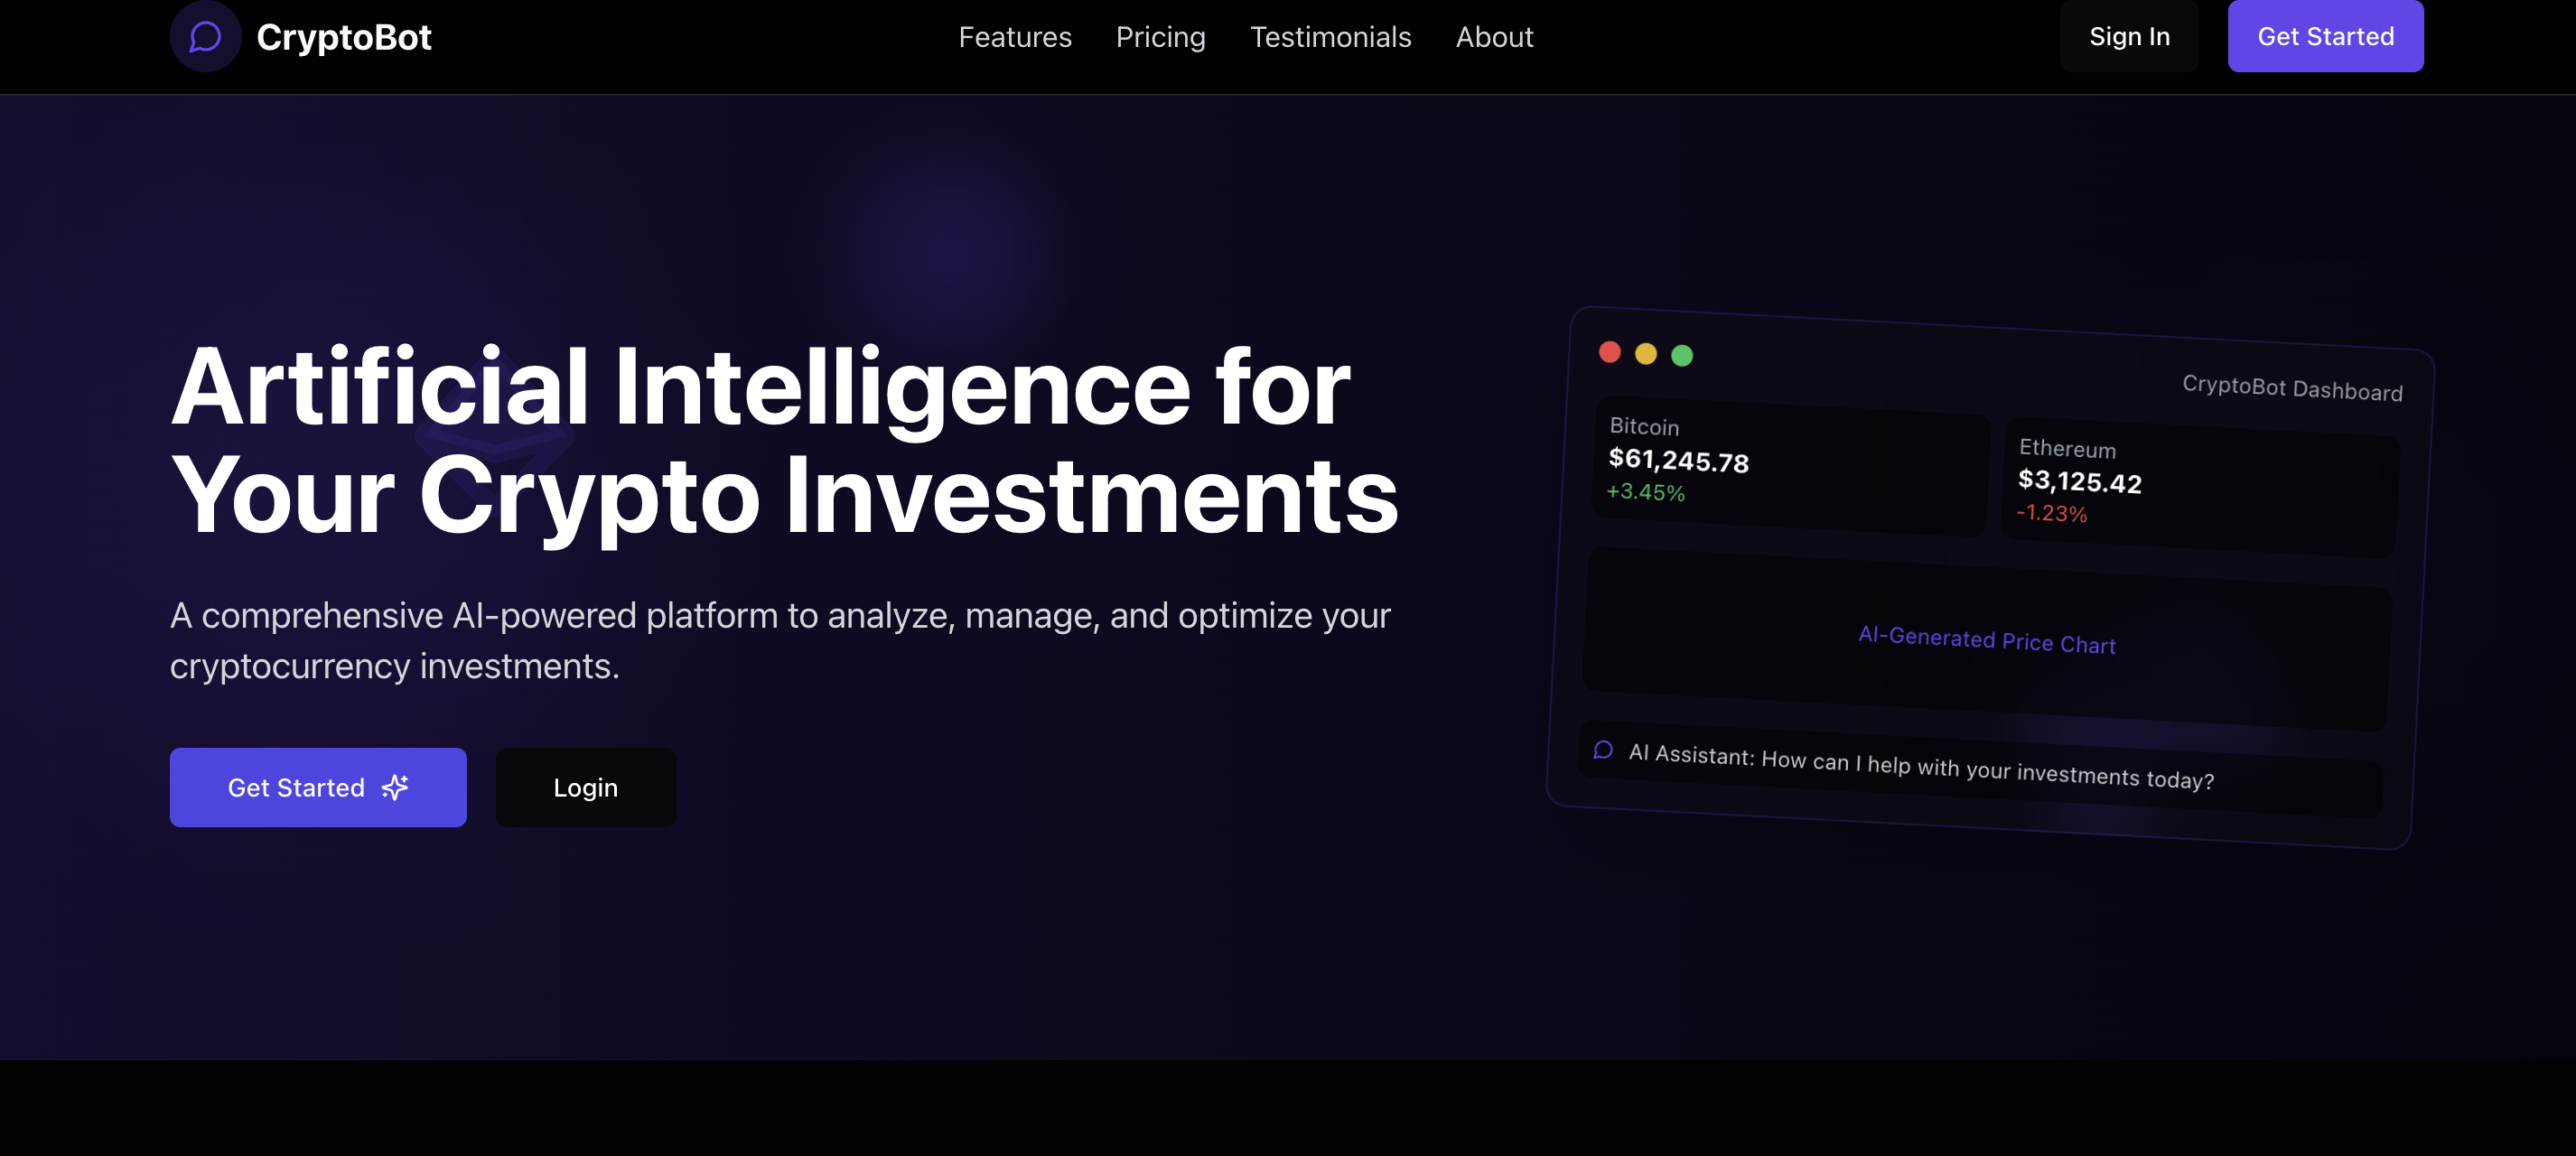 CryptoBot
Features
Pricing
Testimonials
About
Sign In
Get Started
Artificial Intelligence for
Your Crypto Investments
A comprehensive AI-powered platform to analyze, manage, and optimize your
cryptocurrency investments.
Get Started
Login
CryptoBot Dashboard
Bitcoin
$61,245.78
+3.45%
Ethereum
$3,125.42
-1.23%
AI-Generated Price Chart
AI Assistant: How can I help with your investments today?